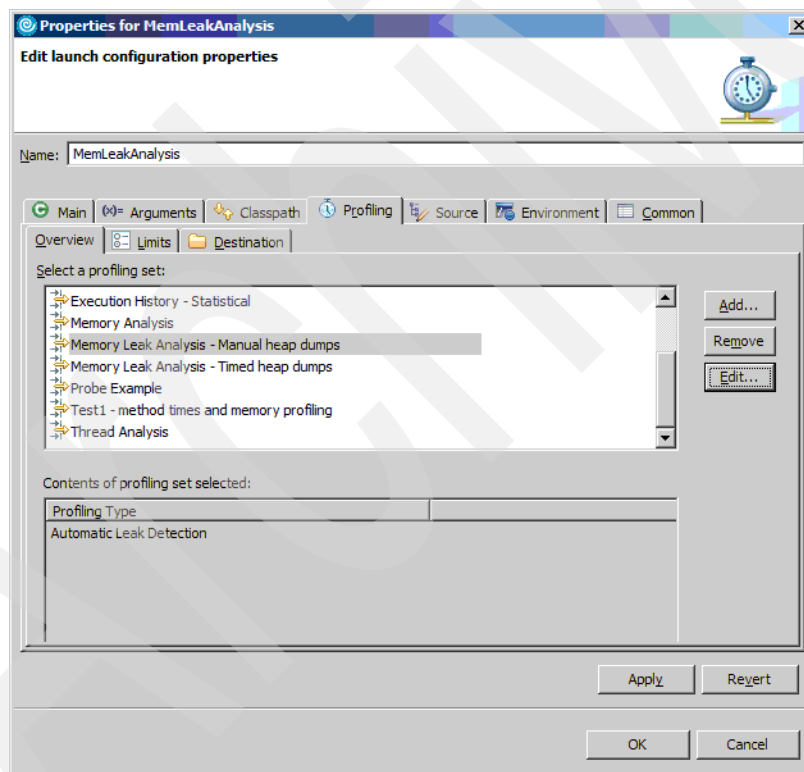 Properties for MemLeakAnalysis
Edit launch configuration properties
Name: MemLeakAnalysis
Main (x)= Arguments Classpath Profiling Source Environment Common
Overview Limits Destination
Select a profiling set:
Execution History - Statistical
Add...
Memory Analysis
Memory Leak Analysis - Manual heap dumps
Remove
Memory Leak Analysis - Timed heap dumps
Edit...
Probe Example
Test1 - method times and memory profiling
Thread Analysis
Contents of profiling set selected:
Profiling Type
Automatic Leak Detection
Apply Revert
OK Cancel